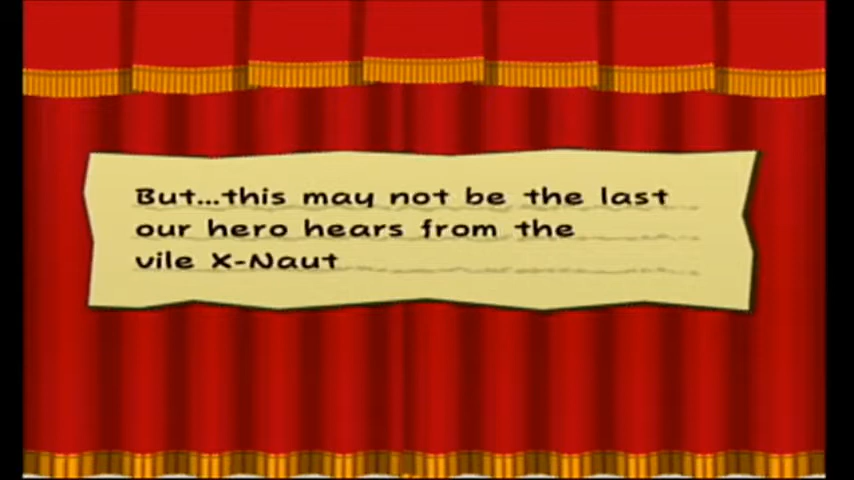 But...this may not be the last
our hero hears from the
vile X-Naut